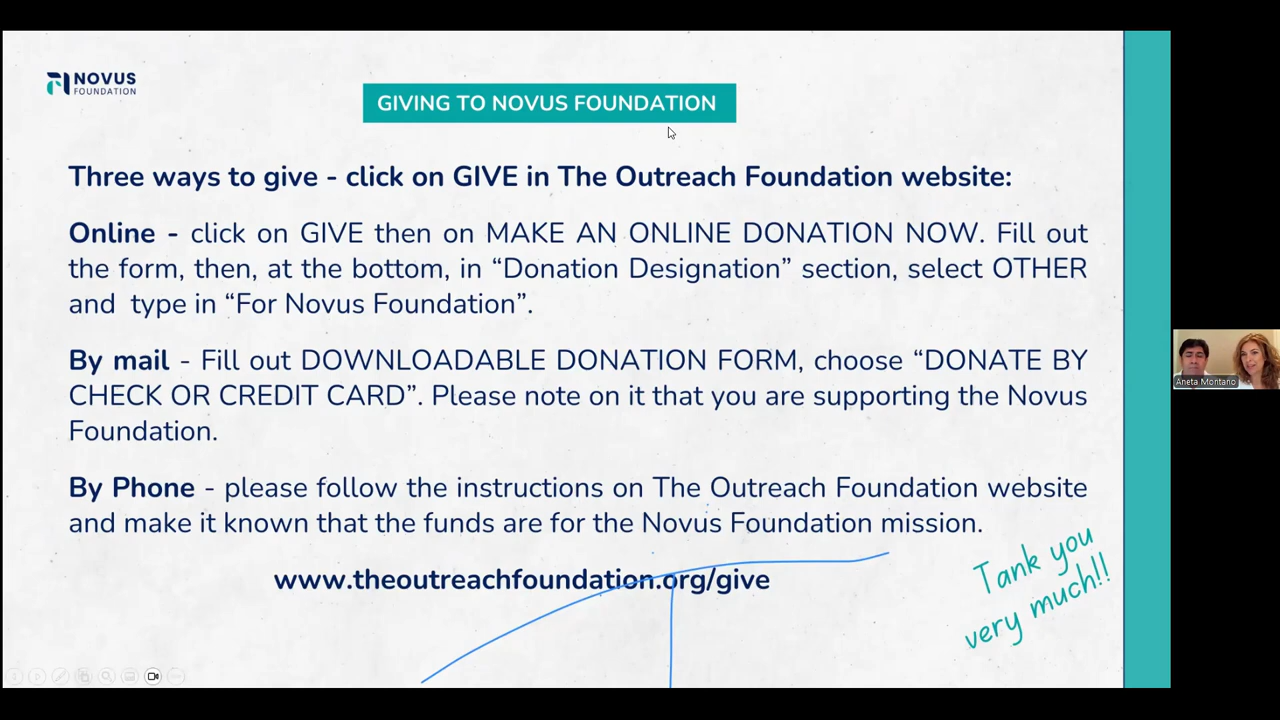 NOVUS
FOUNDATION
GIVING TO NOVUS FOUNDATION
Three ways to give - click on GIVE in The Outreach Foundation website:
Online - click on GIVE then on MAKE AN ONLINE DONATION NOW. Fill out
the form, then, at the bottom, in “Donation Designation” section, select OTHER
and type in “For Novus Foundation”.
By mail - Fill out DOWNLOADABLE DONATION FORM, choose “DONATE BY
CHECK OR CREDIT CARD”. Please note on it that you are supporting the Novus
Foundation.
By Phone - please follow the instructions on The Outreach Foundation website
and make it known that the funds are for the Novus Foundation mission.
www.theoutreachfoundation.org/give
Tank you
very much!!
Aneta Montano